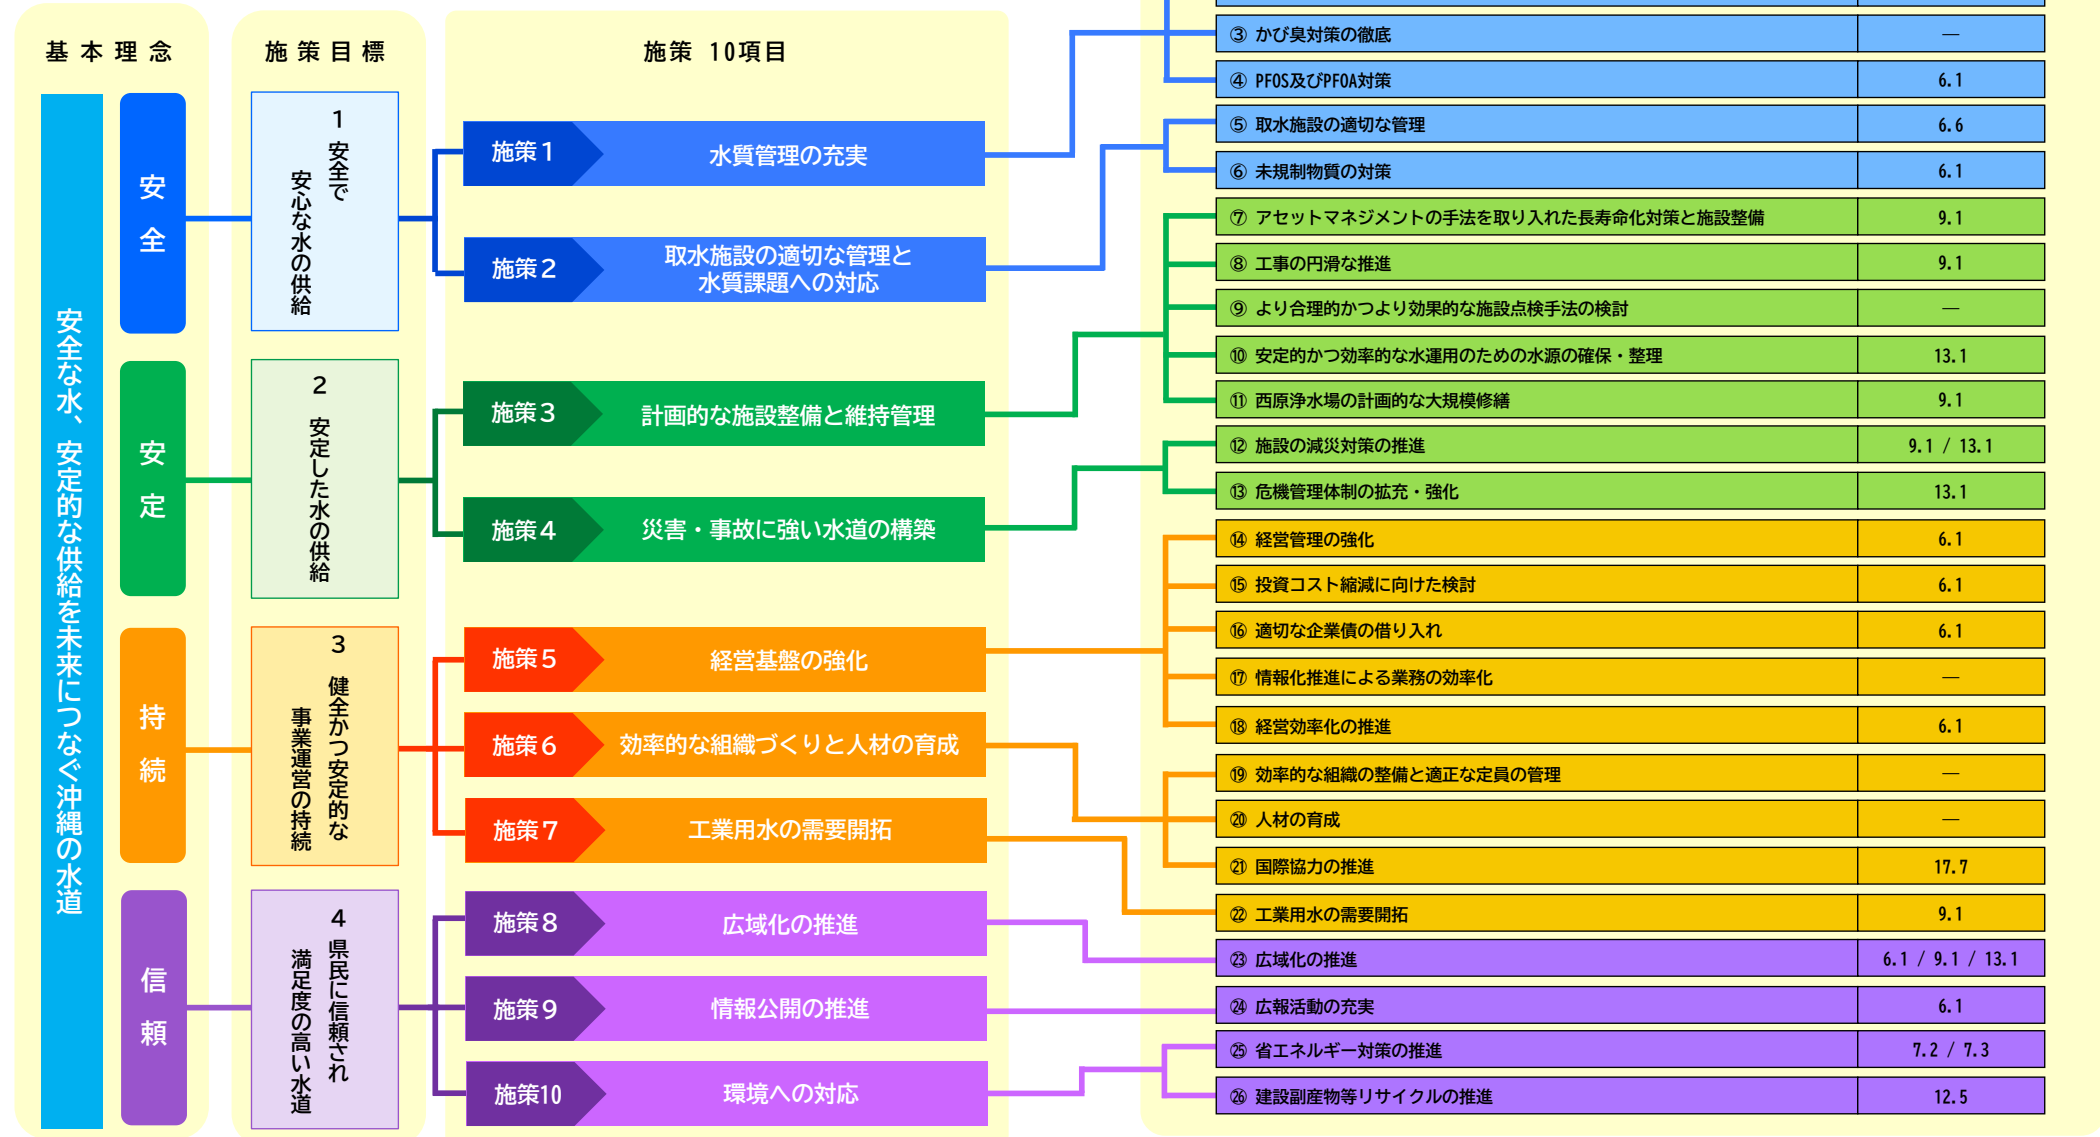 基本理念
施策目標
施策 10項目
安全な水、安定的な供給を未来につなぐ沖縄の水道
安全
1 安全で
安心な水の供給
施策1
水質管理の充実
施策2
取水施設の適切な管理と
水質課題への対応
安定
2 安定した水の供給
施策3
計画的な施設整備と維持管理
施策4
災害・事故に強い水道の構築
持続
3 健全かつ安定的な
事業運営の持続
施策5
経営基盤の強化
施策6
効率的な組織づくりと人材の育成
施策7
工業用水の需要開拓
信頼
4 県民に信頼され
満足度の高い水道
施策8
広域化の推進
施策9
情報公開の推進
施策10
環境への対応
③ かび臭対策の徹底 ―
④ PFOS及びPFOA対策 6.1
⑤ 取水施設の適切な管理 6.6
⑥ 未規制物質の対策 6.1
⑦ アセットマネジメントの手法を取り入れた長寿命化対策と施設整備 9.1
⑧ 工事の円滑な推進 9.1
⑨ より合理的かつより効果的な施設点検手法の検討 ―
⑩ 安定的かつ効率的な水運用のための水源の確保・整理 13.1
⑪ 西原浄水場の計画的な大規模修繕 9.1
⑫ 施設の減災対策の推進 9.1 / 13.1
⑬ 危機管理体制の拡充・強化 13.1
⑭ 経営管理の強化 6.1
⑮ 投資コスト縮減に向けた検討 6.1
⑯ 適切な企業債の借り入れ 6.1
⑰ 情報化推進による業務の効率化 ―
⑱ 経営効率化の推進 6.1
⑲ 効率的な組織の整備と適正な定員の管理 ―
⑳ 人材の育成 ―
㉑ 国際協力の推進 17.7
㉒ 工業用水の需要開拓 9.1
㉓ 広域化の推進 6.1 / 9.1 / 13.1
㉔ 広報活動の充実 6.1
㉕ 省エネルギー対策の推進 7.2 / 7.3
㉖ 建設副産物等リサイクルの推進 12.5